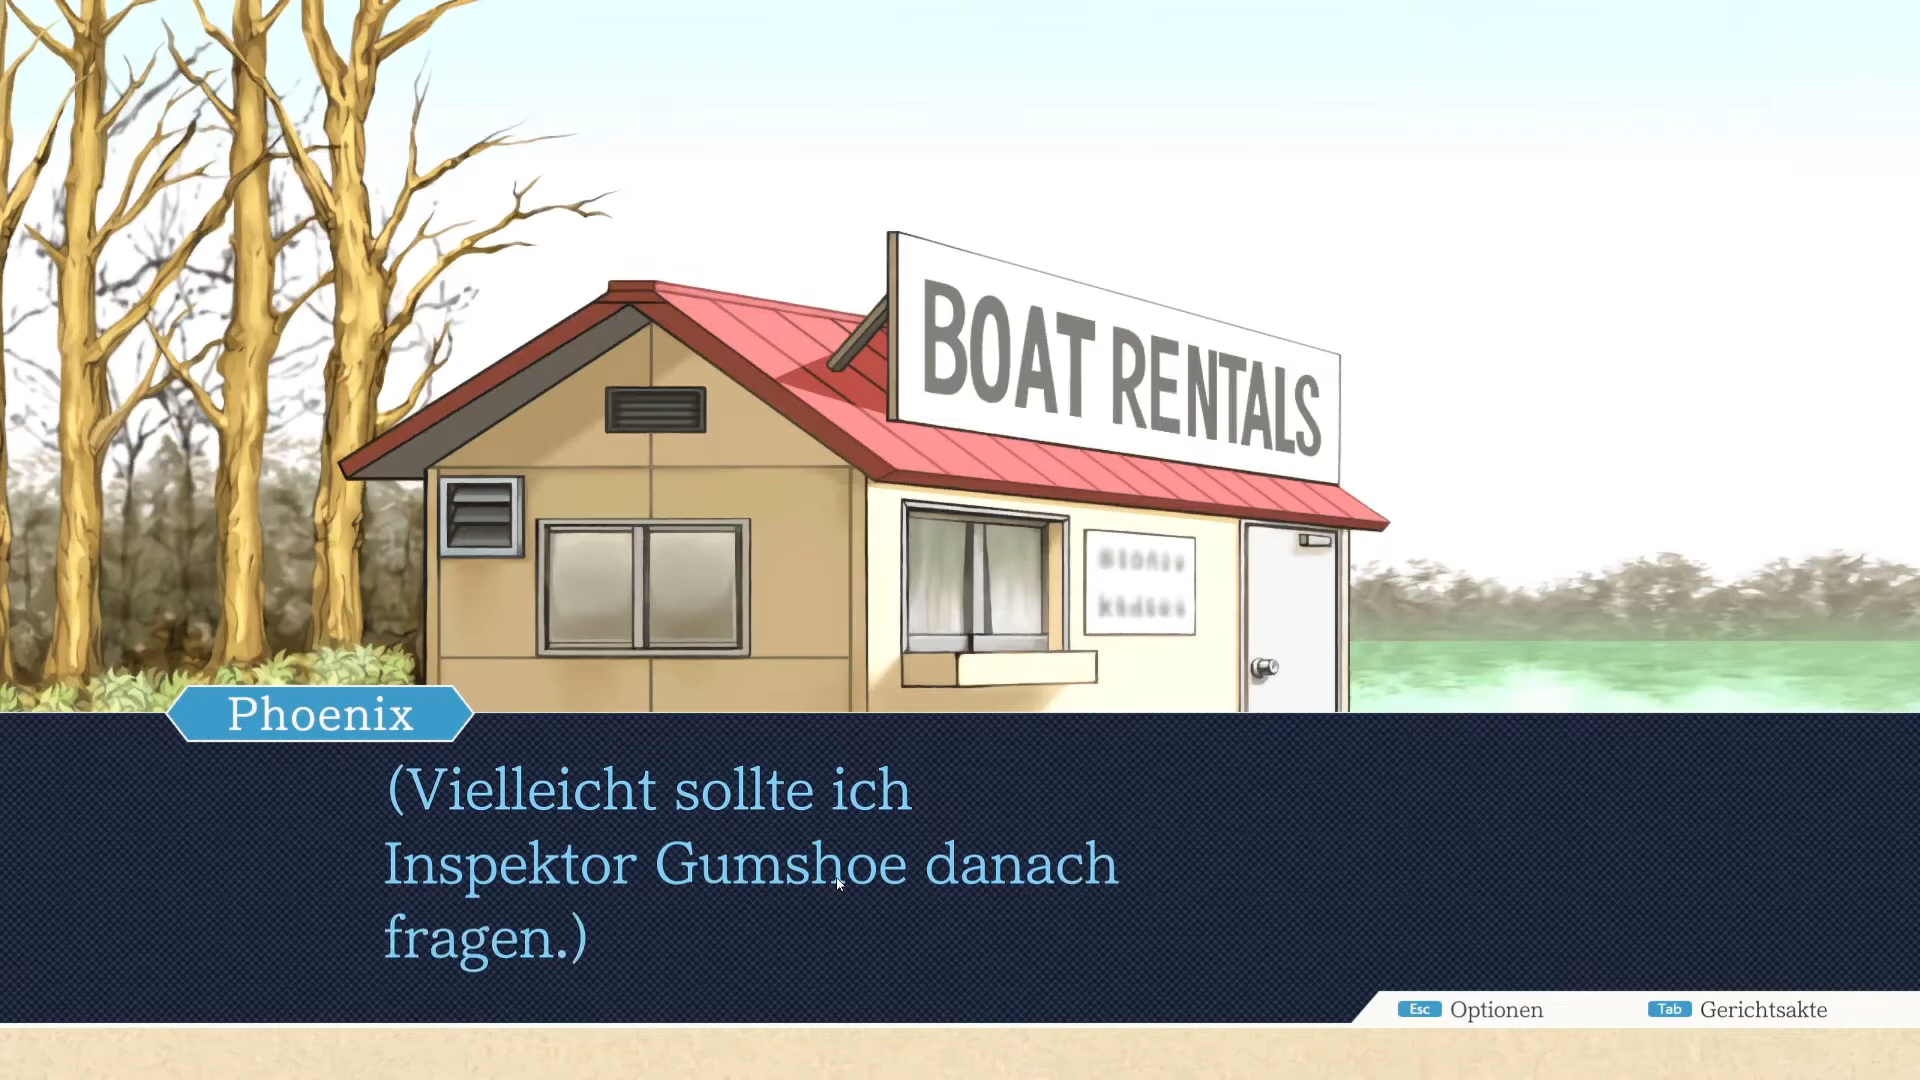 BOAT RENTALS
Phoenix
(Vielleicht sollte ich
Inspektor Gumshoe danach
fragen.)
Esc Optionen
Tab Gerichtsakte